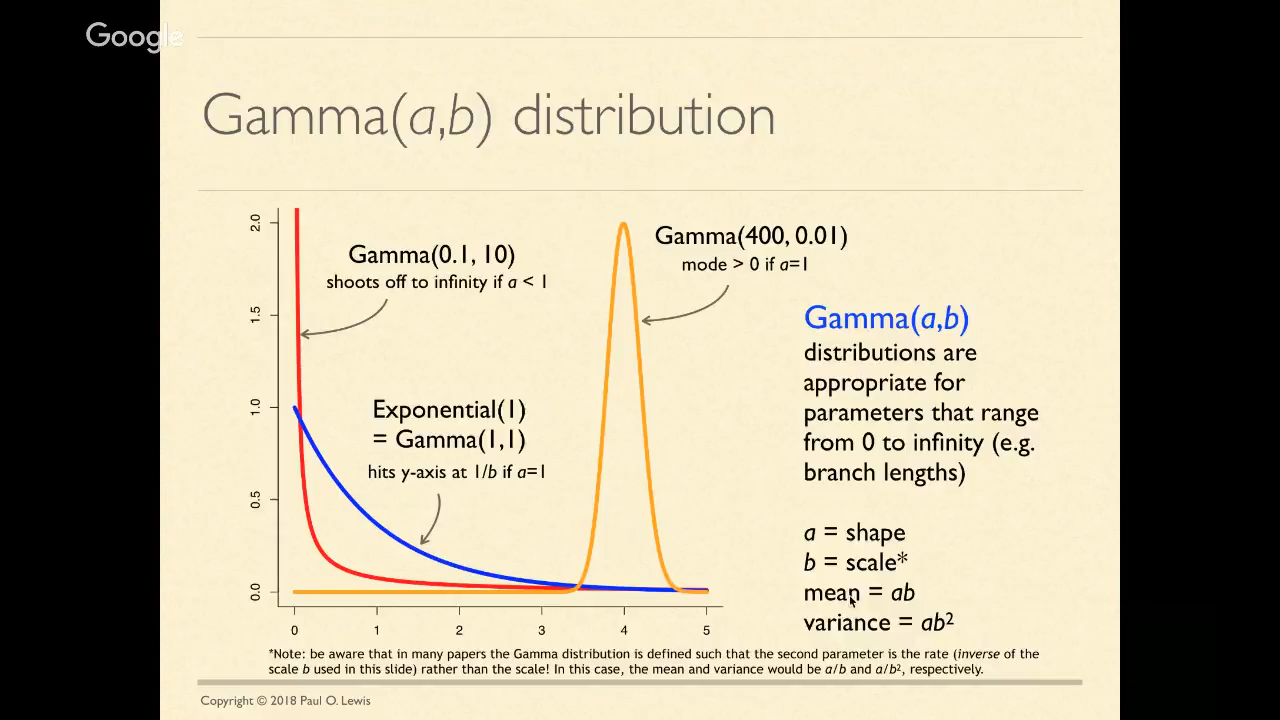 Google
Gamma(a,b) distribution
2.0
1.5
1.0
0.5
0.0
0 1 2 3 4 5
Gamma(0.1, 10)
shoots off to infinity if a < 1
Gamma(400, 0.01)
mode > 0 if a=1
Exponential(1)
= Gamma(1,1)
hits y-axis at 1/b if a=1
Gamma(a,b)
distributions are
appropriate for
parameters that range
from 0 to infinity (e.g.
branch lengths)
a = shape
b = scale*
mean = ab
variance = ab²
*Note: be aware that in many papers the Gamma distribution is defined such that the second parameter is the rate (inverse of the
scale b used in this slide) rather than the scale! In this case, the mean and variance would be a/b and a/b², respectively.
Copyright © 2018 Paul O. Lewis